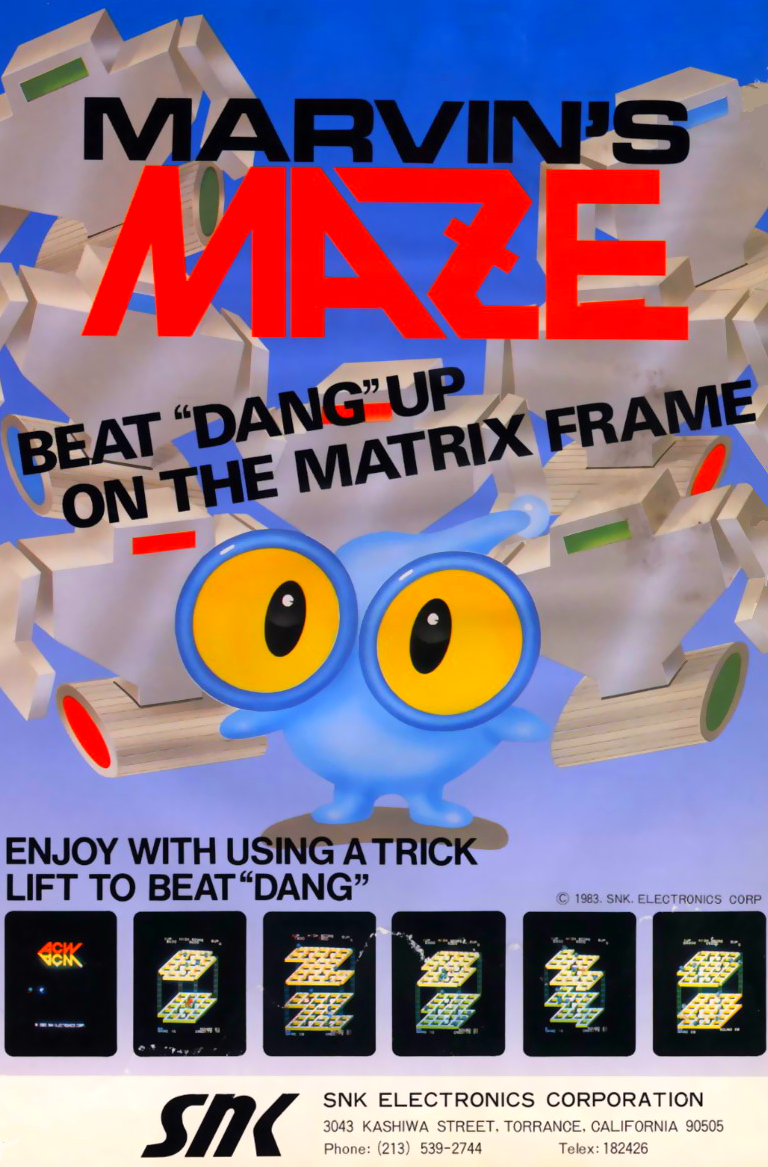 MARVIN'S
MAZE
BEAT “DANG” UP
ON THE MATRIX FRAME
ENJOY WITH USING A TRICK
LIFT TO BEAT “DANG”
© 1983. SNK. ELECTRONICS CORP
snk
SNK ELECTRONICS CORPORATION
3043 KASHIWA STREET, TORRANCE, CALIFORNIA 90505
Phone: (213) 539-2744 Telex: 182426